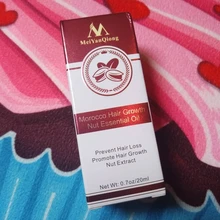 MeiYanQiong
Morocco Hair Growth
Nut Essential Oil
Prevent Hair Loss
Promote Hair Growth
Nut Extract
Net Wt: 0.7oz/20ml